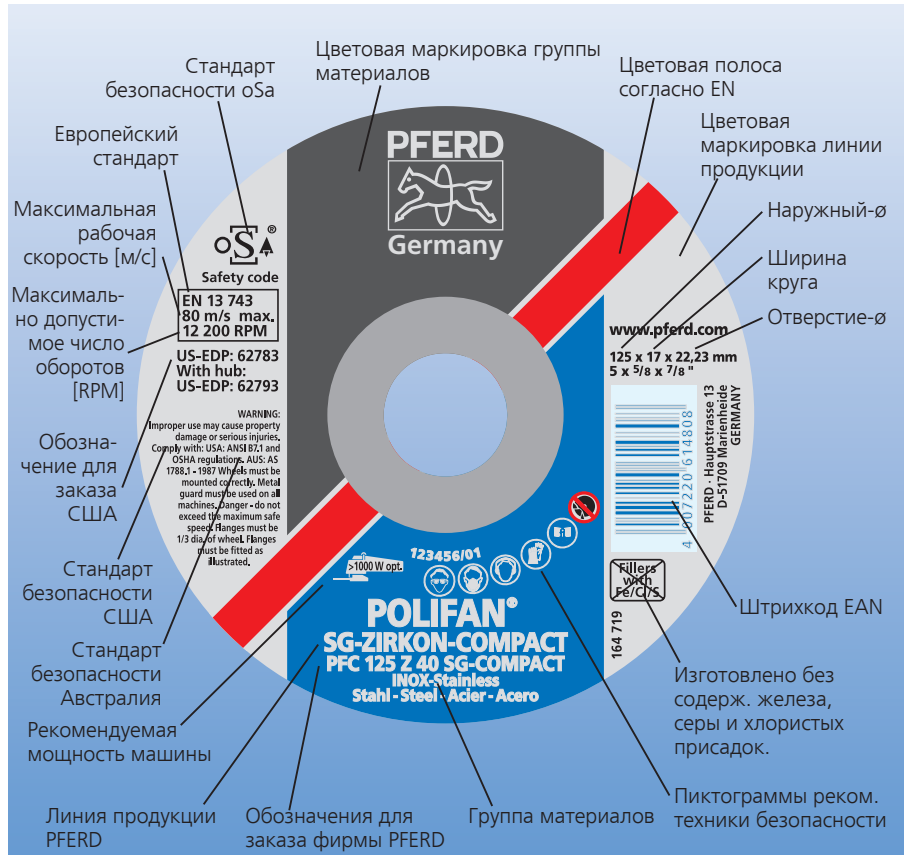 Стандарт
безопасности oSa
Цветовая маркировка группы
материалов
Цветовая полоса
согласно EN
Европейский
стандарт
Цветовая
маркировка линии
продукции
Максимальная
рабочая
скорость [м/с]
Наружный-ø
Ширина
круга
Отверстие-ø
Максималь-
но допусти-
мое число
оборотов
[RPM]
Обозна-
чение для
заказа
США
Стандарт
безопасности
США
Стандарт
безопасности
Австралия
Рекомендуемая
мощность машины
Линия продукции
PFERD
Обозначения для
заказа фирмы PFERD
Группа материалов
Пиктограммы реком.
техники безопасности
Изготовлено без
содерж. железа,
серы и хлористых
присадок.
Штрихкод EAN
PFERD
Germany
oSa®
Safety code
EN 13 743
80 m/s max.
12 200 RPM
US-EDP: 62783
With hub:
US-EDP: 62793
WARNING:
Improper use may cause property
damage or serious injuries.
Comply with: USA: ANSI B7.1 and
OSHA regulations. AUS: AS
1788.1 - 1987 Wheels must be
mounted correctly. Metal
guard must be used on all
machines. Danger - do not
exceed the maximum safe
speed. Flanges must be
1/3 dia. of wheel. Flanges
must be fitted as
illustrated.
www.pferd.com
125 x 17 x 22,23 mm
5 x 5/8 x 7/8 "
4 007220 614808
PFERD · Hauptstrasse 13
D-51709 Marienheide
GERMANY
Fillers
with
Fe/Cl/S
164 719
>1000 W opt.
123456/01
POLIFAN®
SG-ZIRKON-COMPACT
PFC 125 Z 40 SG-COMPACT
INOX-Stainless
Stahl - Steel - Acier - Acero